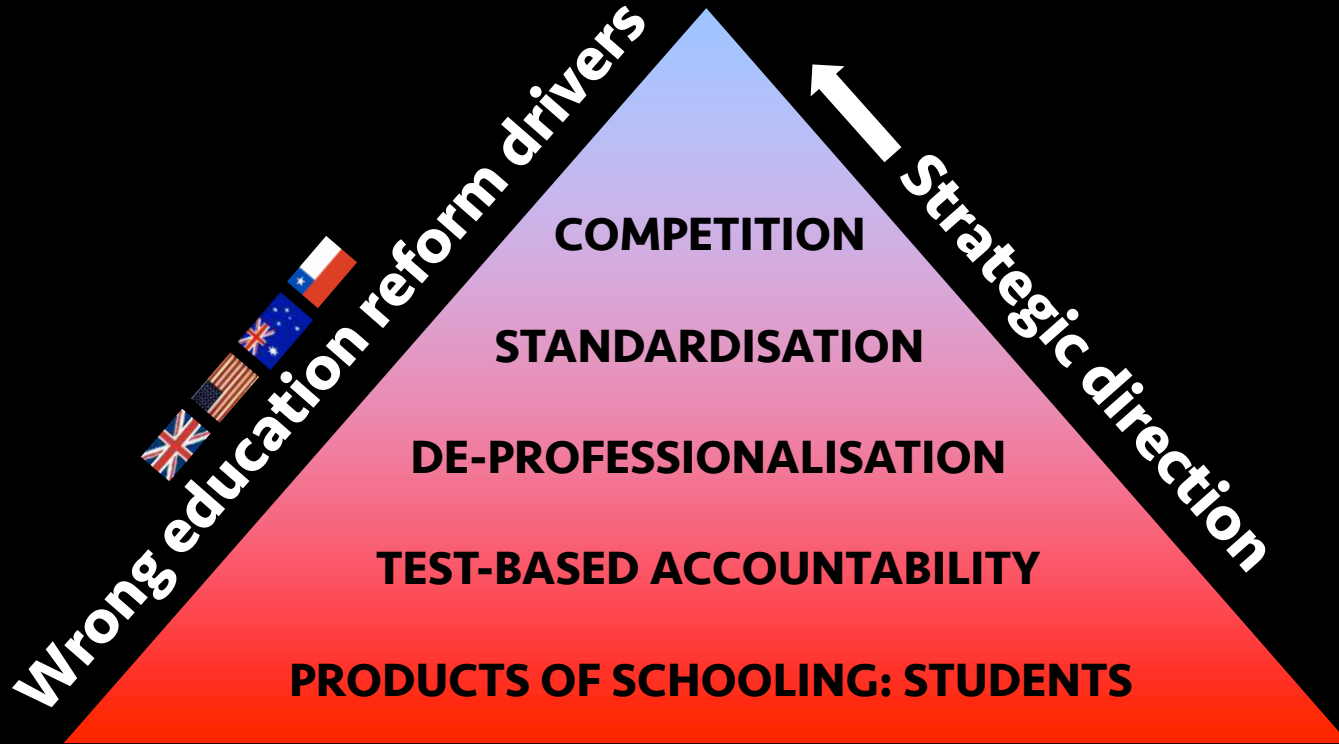 Wrong education reform drivers
Strategic direction
COMPETITION
STANDARDISATION
DE-PROFESSIONALISATION
TEST-BASED ACCOUNTABILITY
PRODUCTS OF SCHOOLING: STUDENTS